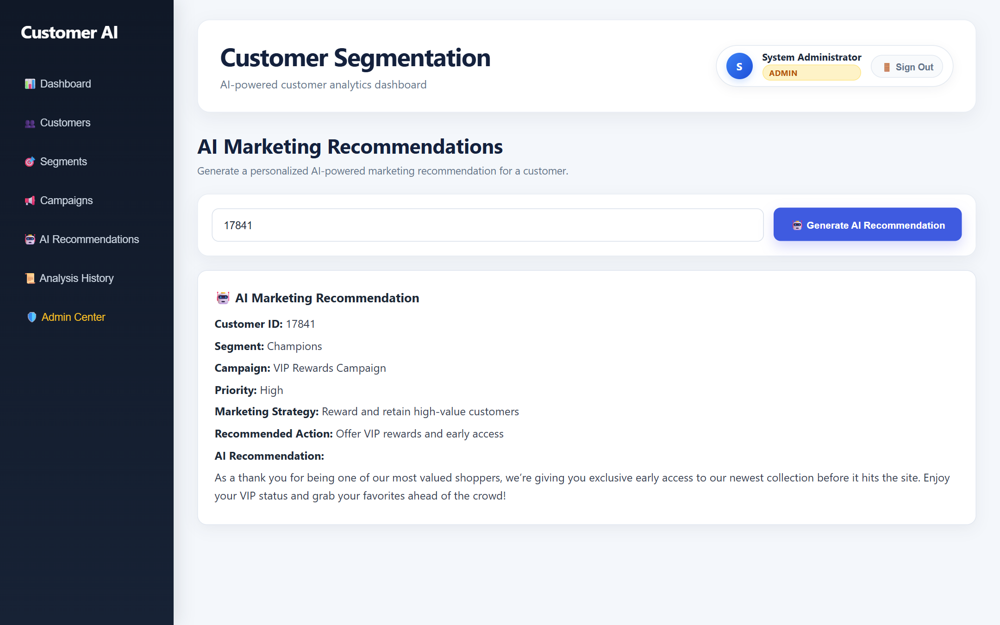 Customer AI
Dashboard
Customers
Segments
Campaigns
AI Recommendations
Analysis History
Admin Center
Customer Segmentation
AI-powered customer analytics dashboard
S
System Administrator
ADMIN
Sign Out
AI Marketing Recommendations
Generate a personalized AI-powered marketing recommendation for a customer.
17841
Generate AI Recommendation
AI Marketing Recommendation
Customer ID: 17841
Segment: Champions
Campaign: VIP Rewards Campaign
Priority: High
Marketing Strategy: Reward and retain high-value customers
Recommended Action: Offer VIP rewards and early access
AI Recommendation:
As a thank you for being one of our most valued shoppers, we’re giving you exclusive early access to our newest collection before it hits the site. Enjoy
your VIP status and grab your favorites ahead of the crowd!